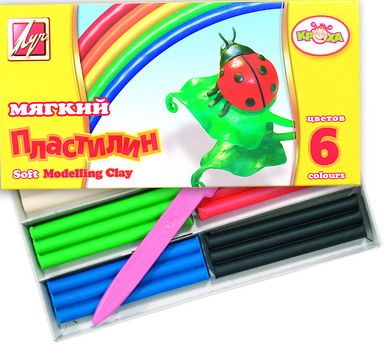 Луч
КРОХА
МЯГКИЙ
Пластилин
Soft Modelling Clay
цветов
6
colours